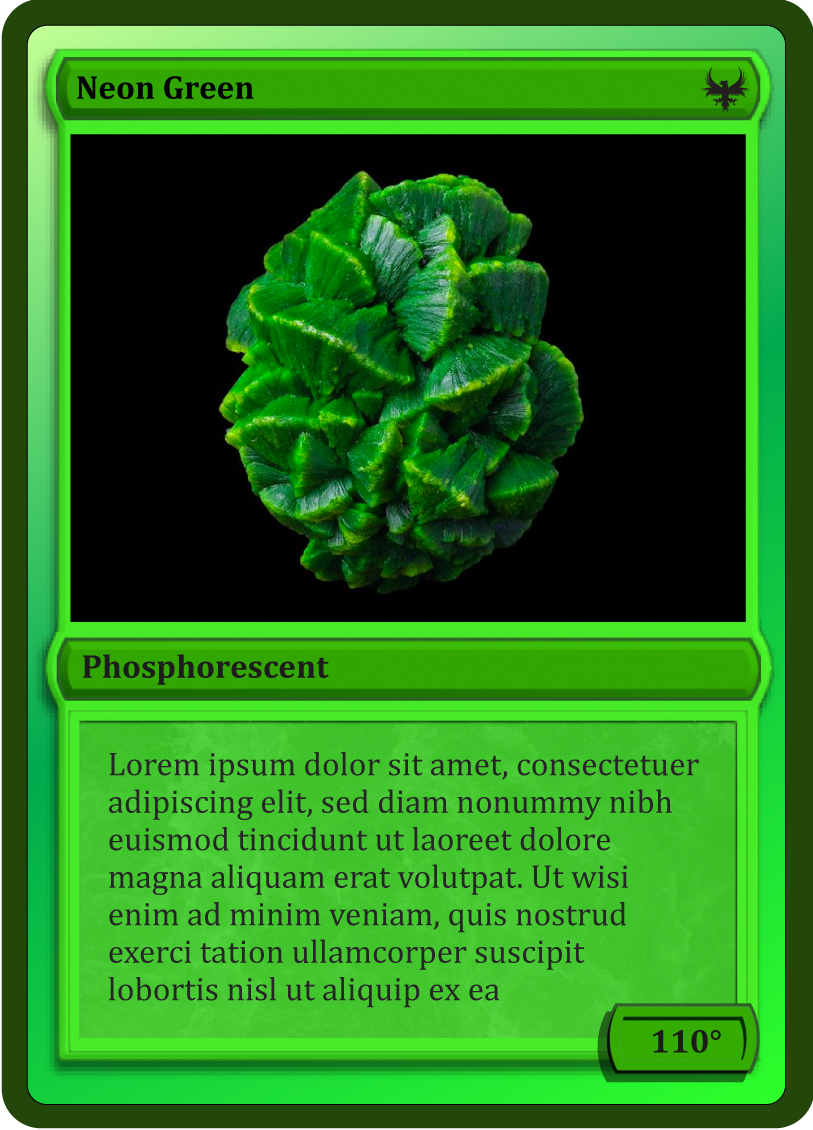 Neon Green
Phosphorescent
Lorem ipsum dolor sit amet, consectetuer
adipiscing elit, sed diam nonummy nibh
euismod tincidunt ut laoreet dolore
magna aliquam erat volutpat. Ut wisi
enim ad minim veniam, quis nostrud
exerci tation ullamcorper suscipit
lobortis nisl ut aliquip ex ea
110°